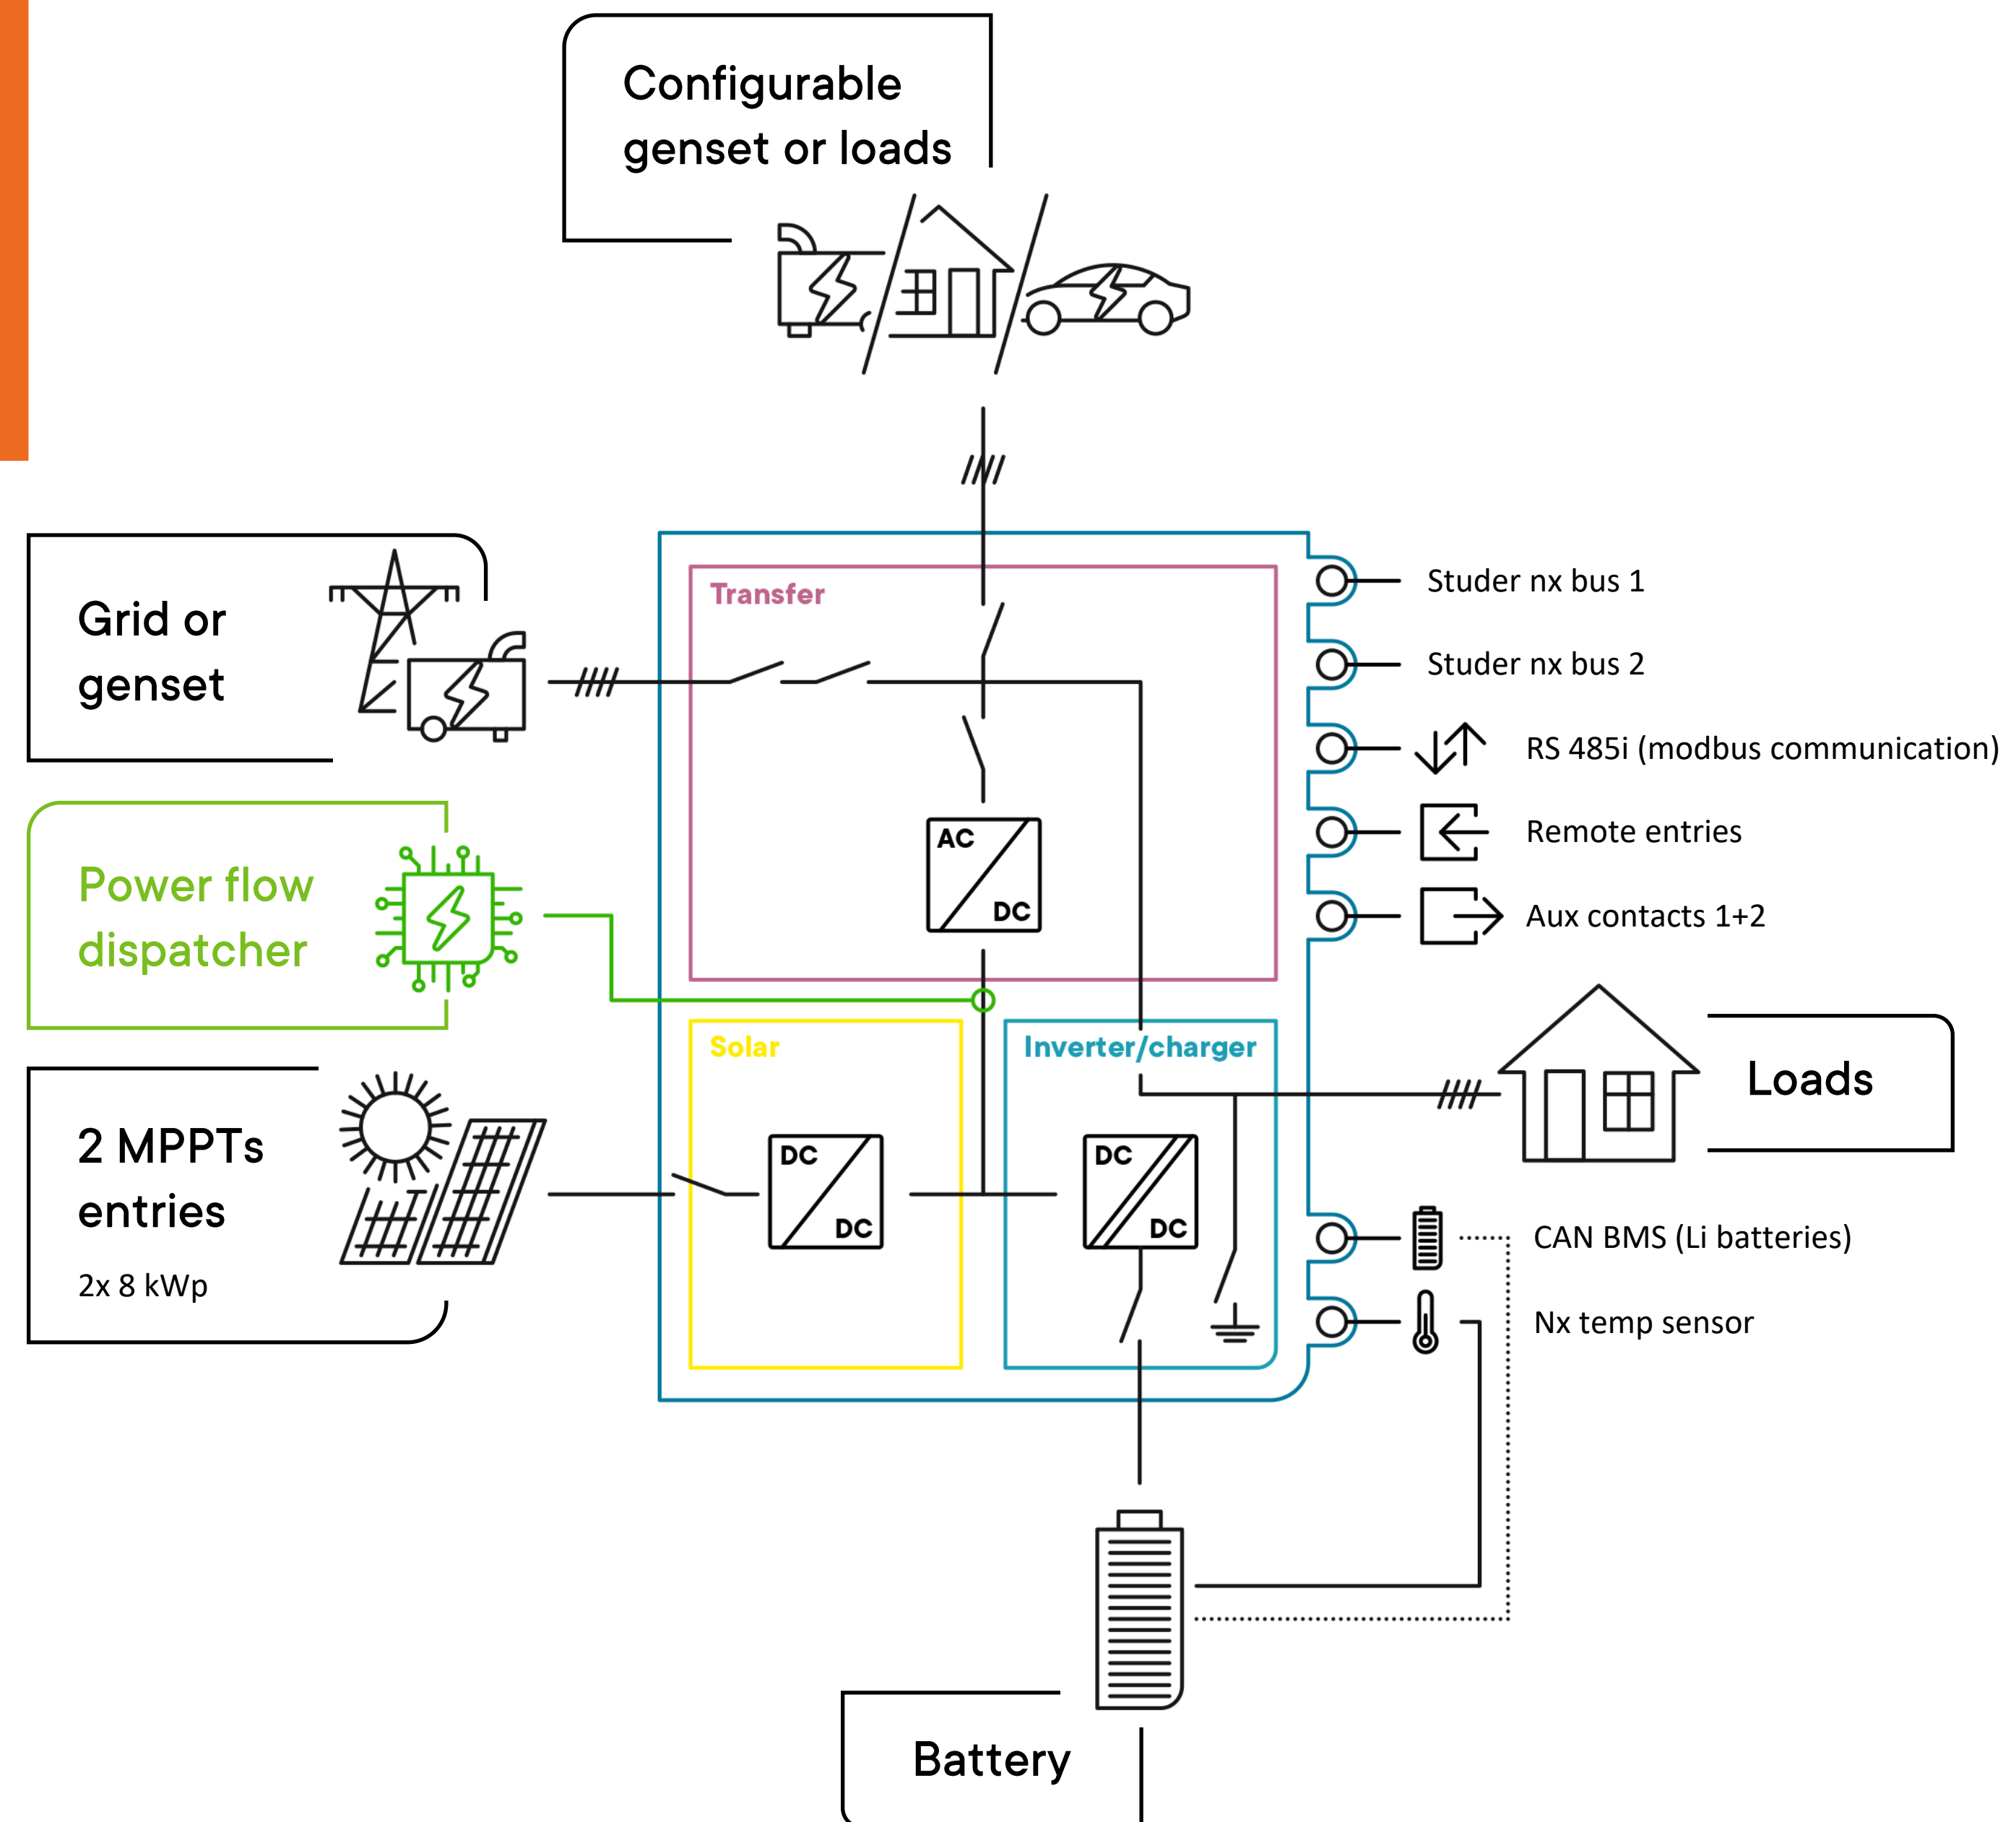 Configurable
genset or loads
Grid or
genset
Transfer
Studer nx bus 1
Studer nx bus 2
RS 485i (modbus communication)
Remote entries
Aux contacts 1+2
AC
DC
Power flow
dispatcher
Solar
Inverter/charger
Loads
2 MPPTs
entries
2x 8 kWp
DC
DC
DC
DC
CAN BMS (Li batteries)
Nx temp sensor
Battery